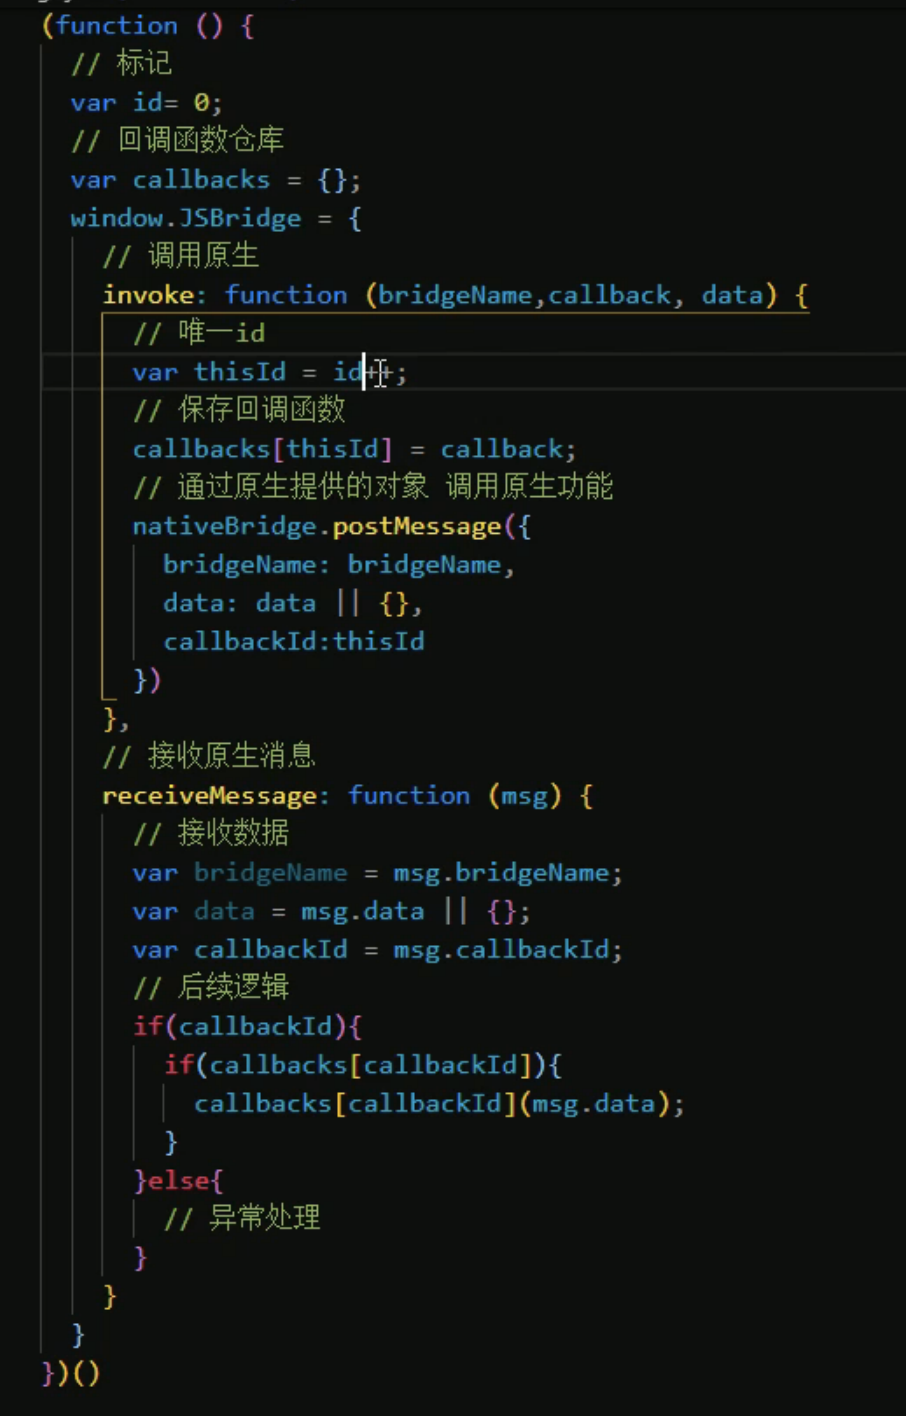 (function () {
// 标记
var id= 0;
// 回调函数仓库
var callbacks = {};
window.JSBridge = {
// 调用原生
invoke: function (bridgeName,callback, data) {
// 唯一id
var thisId = id++;
// 保存回调函数
callbacks[thisId] = callback;
// 通过原生提供的对象 调用原生功能
nativeBridge.postMessage({
bridgeName: bridgeName,
data: data || {},
callbackId:thisId
})
},
// 接收原生消息
receiveMessage: function (msg) {
// 接收数据
var bridgeName = msg.bridgeName;
var data = msg.data || {};
var callbackId = msg.callbackId;
// 后续逻辑
if(callbackId){
if(callbacks[callbackId]){
callbacks[callbackId](msg.data);
}
}else{
// 异常处理
}
}
}
})()